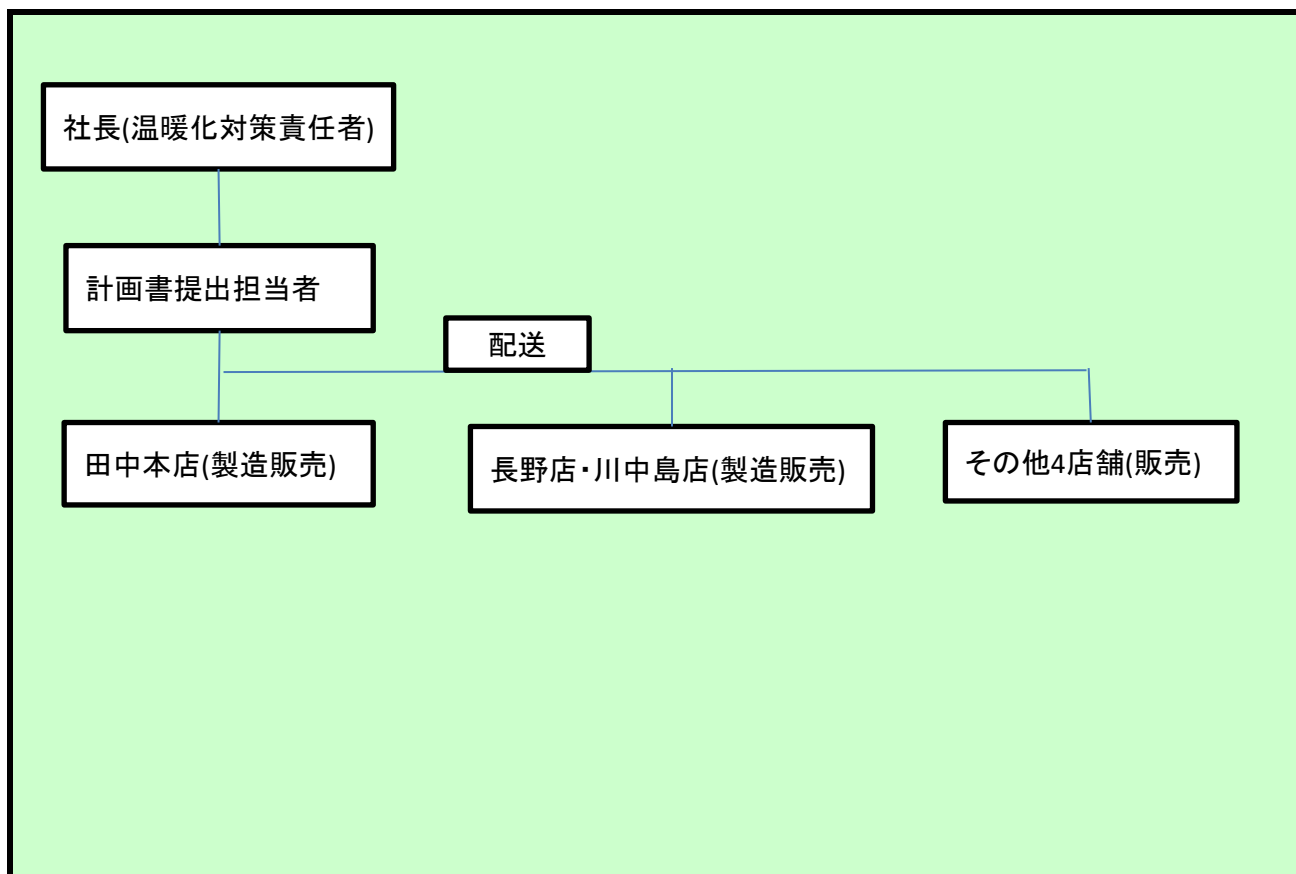 社長(温暖化対策責任者)
計画書提出担当者
配送
田中本店(製造販売)
長野店・川中島店(製造販売)
その他4店舗(販売)